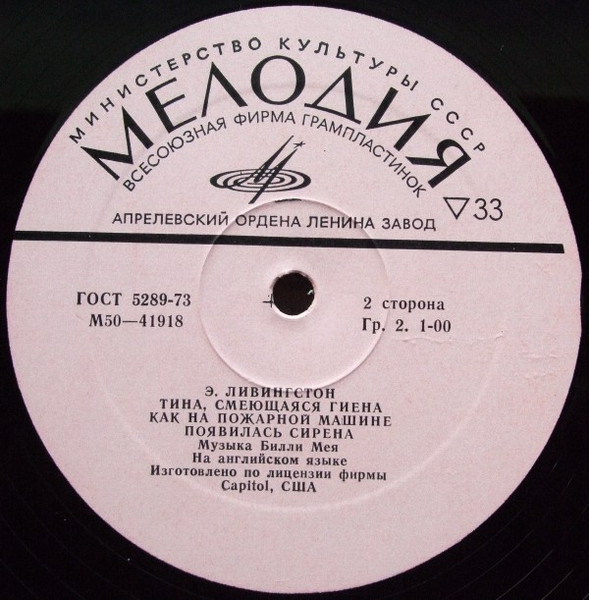 МИНИСТЕРСТВО КУЛЬТУРЫ СССР
МЕЛОДИЯ
ВСЕСОЮЗНАЯ ФИРМА ГРАМПЛАСТИНОК
▽33
АПРЕЛЕВСКИЙ ОРДЕНА ЛЕНИНА ЗАВОД
ГОСТ 5289-73
М50—41918
2 сторона
Гр. 2. 1-00
Э. ЛИВИНГСТОН
ТИНА, СМЕЮЩАЯСЯ ГИЕНА
КАК НА ПОЖАРНОЙ МАШИНЕ
ПОЯВИЛАСЬ СИРЕНА
Музыка Билли Мея
На английском языке
Изготовлено по лицензии фирмы
Capitol, США